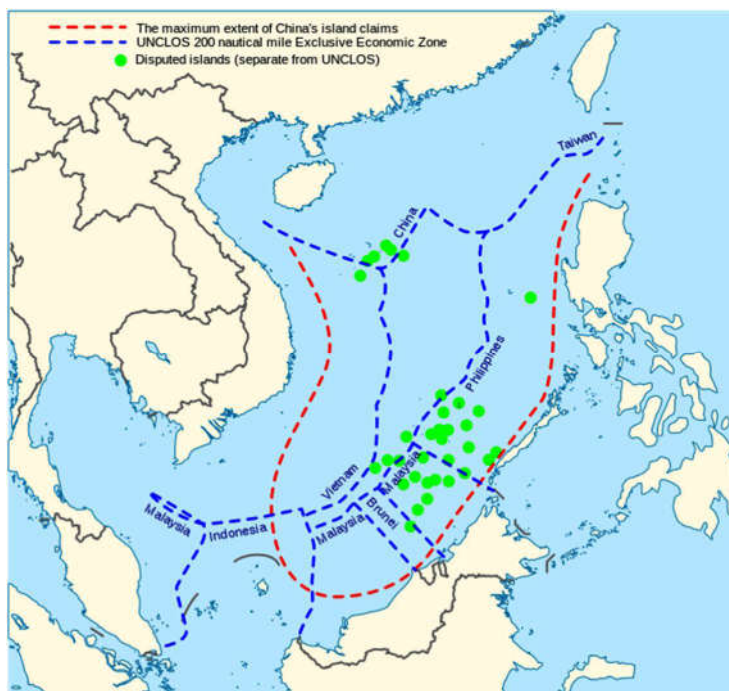 The maximum extent of China's island claims
UNCLOS 200 nautical mile Exclusive Economic Zone
Disputed islands (separate from UNCLOS)
Taiwan
China
Philippines
Vietnam
Malaysia
Brunei
Malaysia
Indonesia
Malaysia